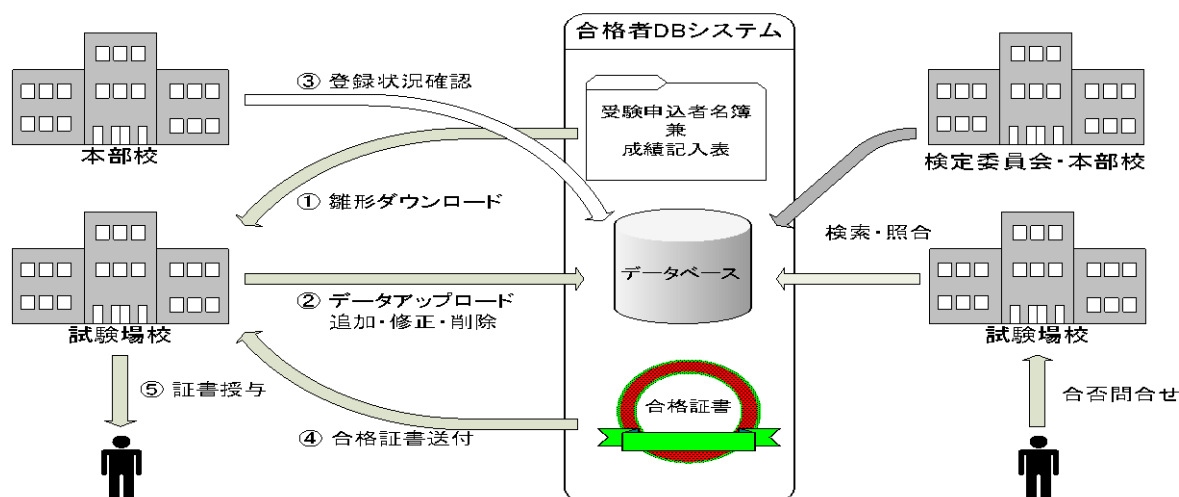 合格者DBシステム
③ 登録状況確認
受験申込者名簿
兼
成績記入表
本部校
検定委員会・本部校
① 雛形ダウンロード
検索・照合
データベース
② データアップロード
追加・修正・削除
試験場校
試験場校
⑤ 証書授与
合格証書
合否問合せ
④ 合格証書送付